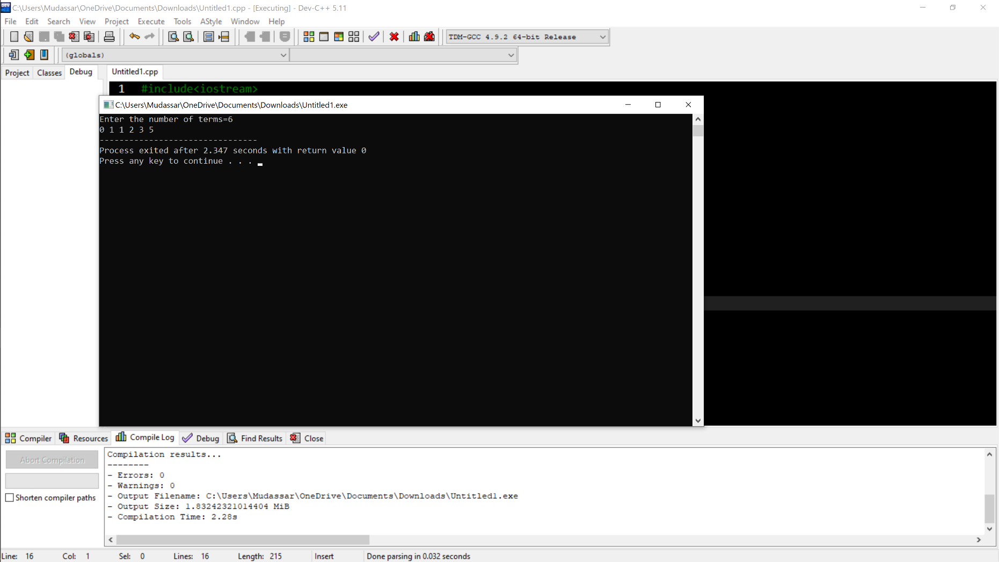 C:\Users\Mudassar\OneDrive\Documents\Downloads\Untitled1.cpp - [Executing] - Dev-C++ 5.11
File Edit Search View Project Execute Tools AStyle Window Help
TDM-GCC 4.9.2 64-bit Release
(globals)
Project Classes Debug
Untitled1.cpp
1 #include<iostream>
C:\Users\Mudassar\OneDrive\Documents\Downloads\Untitled1.exe
Enter the number of terms=6
0 1 1 2 3 5
--------------------------------
Process exited after 2.347 seconds with return value 0
Press any key to continue . . .
Compiler Resources Compile Log Debug Find Results Close
Abort Compilation
Shorten compiler paths
Compilation results...
--------
- Errors: 0
- Warnings: 0
- Output Filename: C:\Users\Mudassar\OneDrive\Documents\Downloads\Untitled1.exe
- Output Size: 1.83242321014404 MiB
- Compilation Time: 2.28s
Line: 16 Col: 1 Sel: 0 Lines: 16 Length: 215 Insert Done parsing in 0.032 seconds